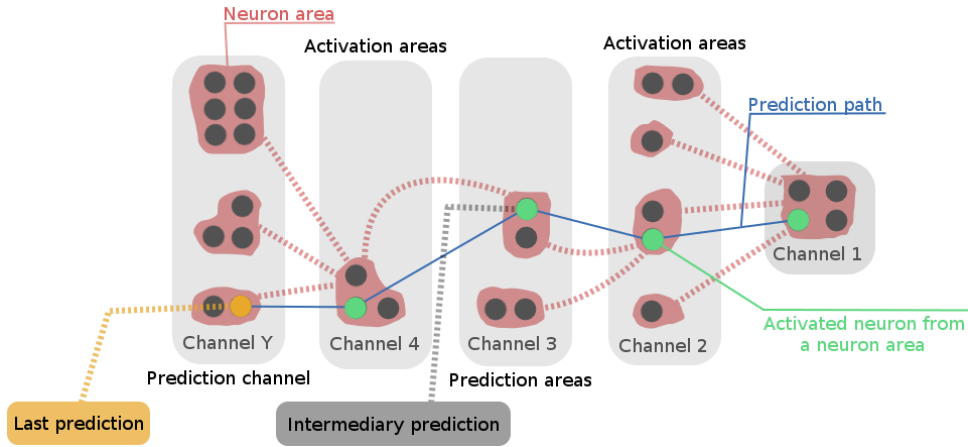 Neuron area
Activation areas
Activation areas
Prediction path
Channel 1
Channel Y
Channel 4
Channel 3
Channel 2
Activated neuron from
a neuron area
Prediction channel
Prediction areas
Last prediction
Intermediary prediction